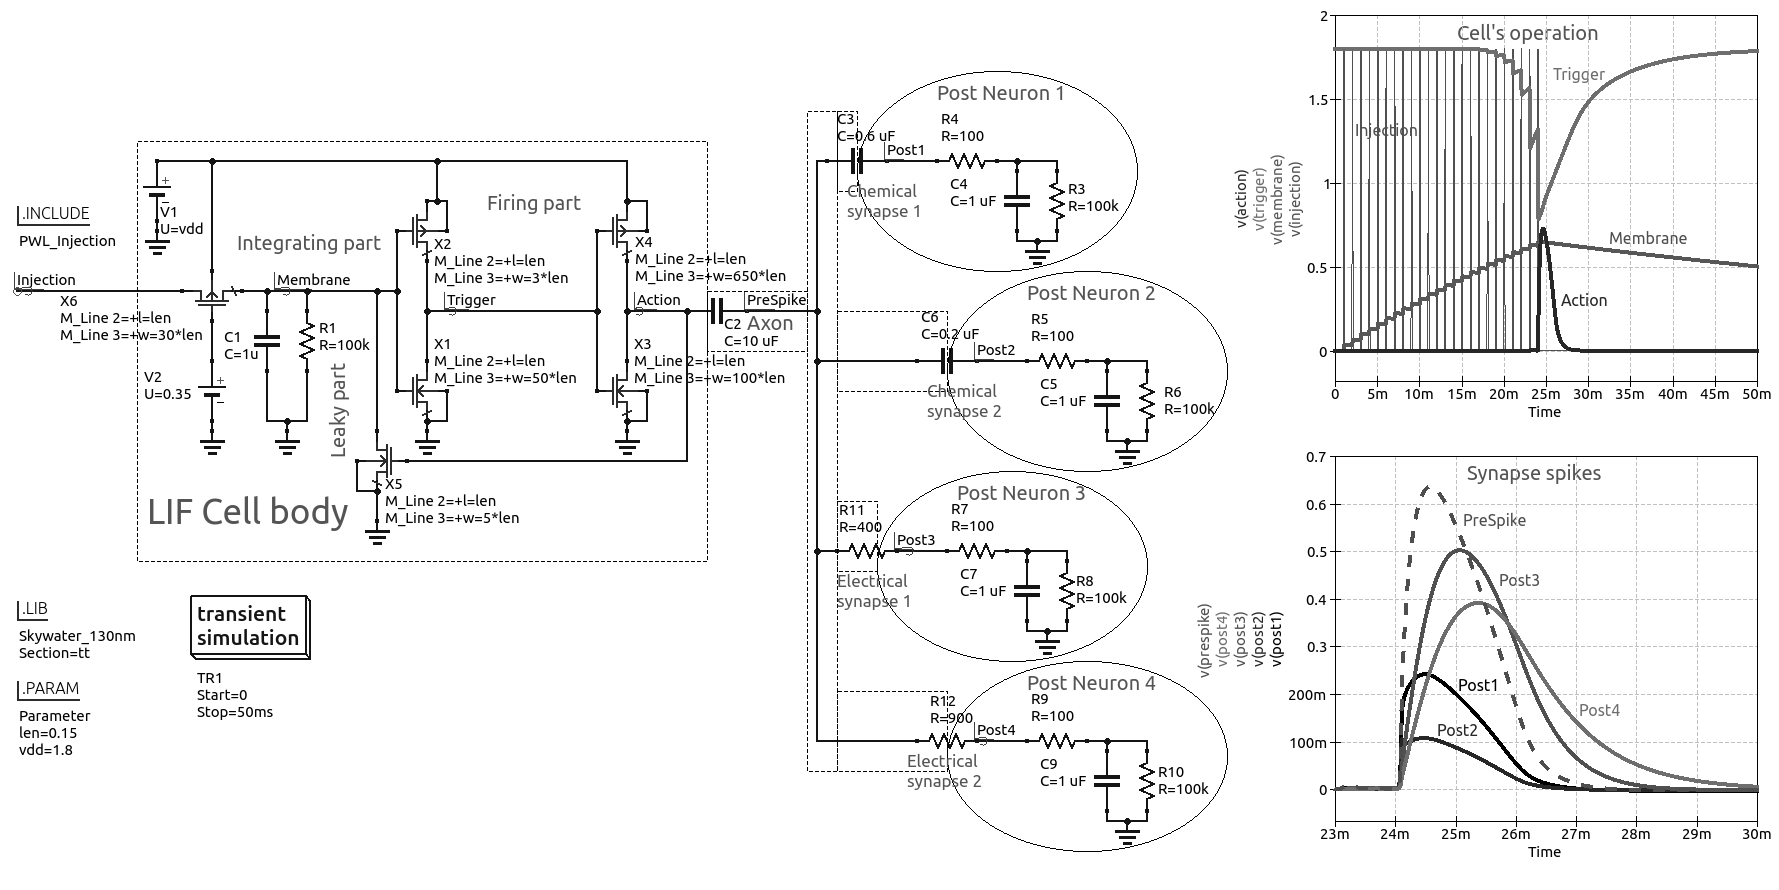 .INCLUDE
PWL_Injection
Injection
X6
M_Line 2=+l=len
M_Line 3=+w=30*len
V1
U=vdd
V2
U=0.35
Integrating part
Membrane
C1
C=1u
R1
R=100k
Leaky part
Firing part
X2
M_Line 2=+l=len
M_Line 3=+w=3*len
Trigger
X1
M_Line 2=+l=len
M_Line 3=+w=50*len
X4
M_Line 2=+l=len
M_Line 3=+w=650*len
Action
X3
M_Line 2=+l=len
M_Line 3=+w=100*len
X5
M_Line 2=+l=len
M_Line 3=+w=5*len
LIF Cell body
C2
C=10 uF
PreSpike
Axon
.LIB
Skywater_130nm
Section=tt
.PARAM
Parameter
len=0.15
vdd=1.8
transient
simulation
TR1
Start=0
Stop=50ms
Post Neuron 1
C3
C=0.6 uF
Post1
R4
R=100
C4
C=1 uF
R3
R=100k
Chemical
synapse 1
Post Neuron 2
C6
C=0.2 uF
Post2
R5
R=100
C5
C=1 uF
R6
R=100k
Chemical
synapse 2
Post Neuron 3
R11
R=400
Post3
R7
R=100
C7
C=1 uF
R8
R=100k
Electrical
synapse 1
Post Neuron 4
R12
R=900
Post4
R9
R=100
C9
C=1 uF
R10
R=100k
Electrical
synapse 2
Cell's operation
Trigger
Injection
Membrane
Action
v(action)
v(trigger)
v(membrane)
v(injection)
2
1.5
1
0.5
0
0 5m 10m 15m 20m 25m 30m 35m 40m 45m 50m
Time
Synapse spikes
PreSpike
Post3
Post1
Post4
Post2
v(prespike)
v(post4)
v(post3)
v(post2)
v(post1)
0.7
0.6
0.5
0.4
0.3
200m
100m
0
23m 24m 25m 26m 27m 28m 29m 30m
Time